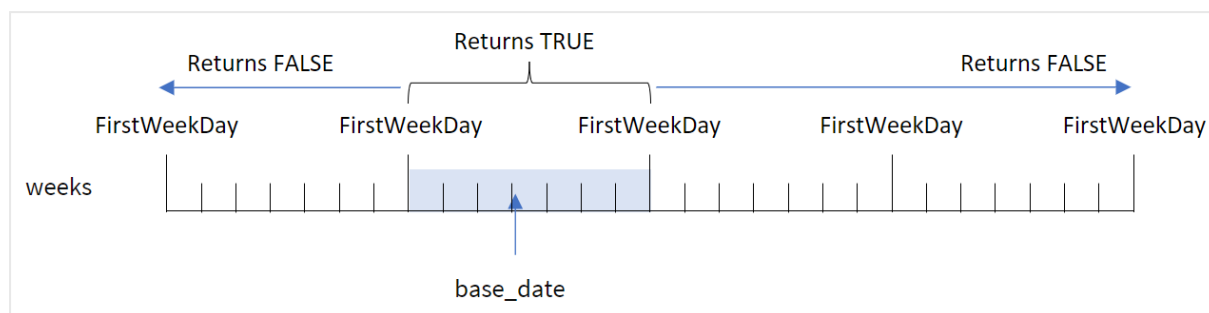 Returns TRUE
Returns FALSE
Returns FALSE
FirstWeekDay FirstWeekDay FirstWeekDay FirstWeekDay FirstWeekDay
weeks
base_date